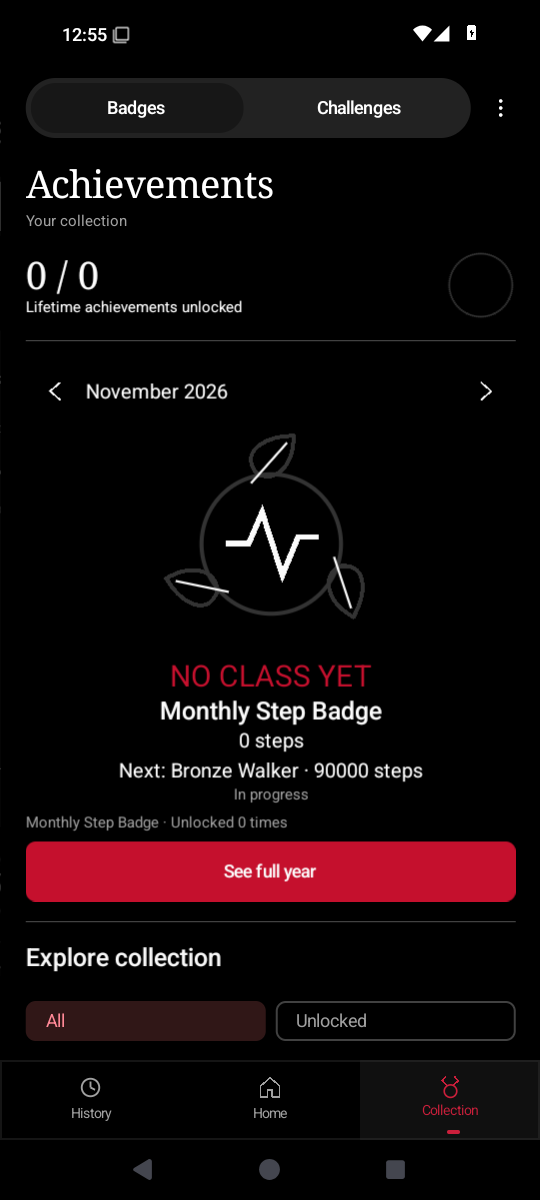 12:55
Badges
Challenges
Achievements
Your collection
0 / 0
Lifetime achievements unlocked
November 2026
NO CLASS YET
Monthly Step Badge
0 steps
Next: Bronze Walker · 90000 steps
In progress
Monthly Step Badge · Unlocked 0 times
See full year
Explore collection
All
Unlocked
History
Home
Collection